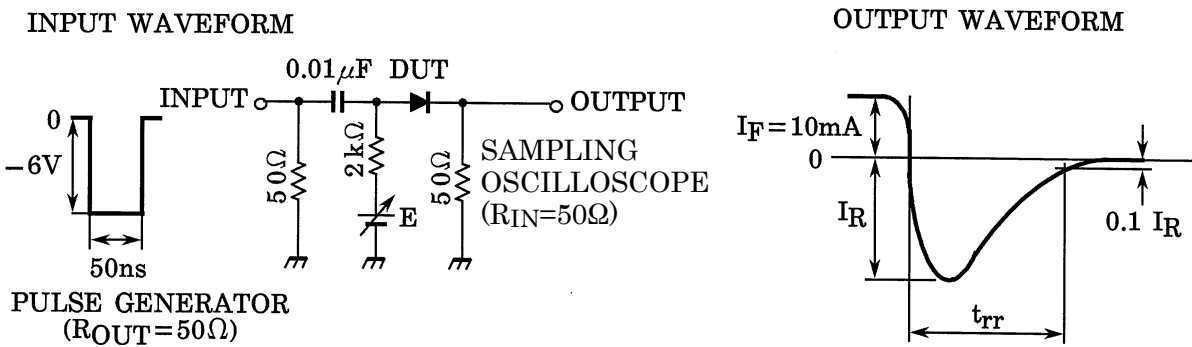 INPUT WAVEFORM
OUTPUT WAVEFORM
0.01μF DUT
INPUT
OUTPUT
0
−6V
50ns
50Ω
2kΩ
E
50Ω
SAMPLING
OSCILLOSCOPE
(RIN=50Ω)
PULSE GENERATOR
(ROUT=50Ω)
IF=10mA
0
IR
0.1 IR
trr